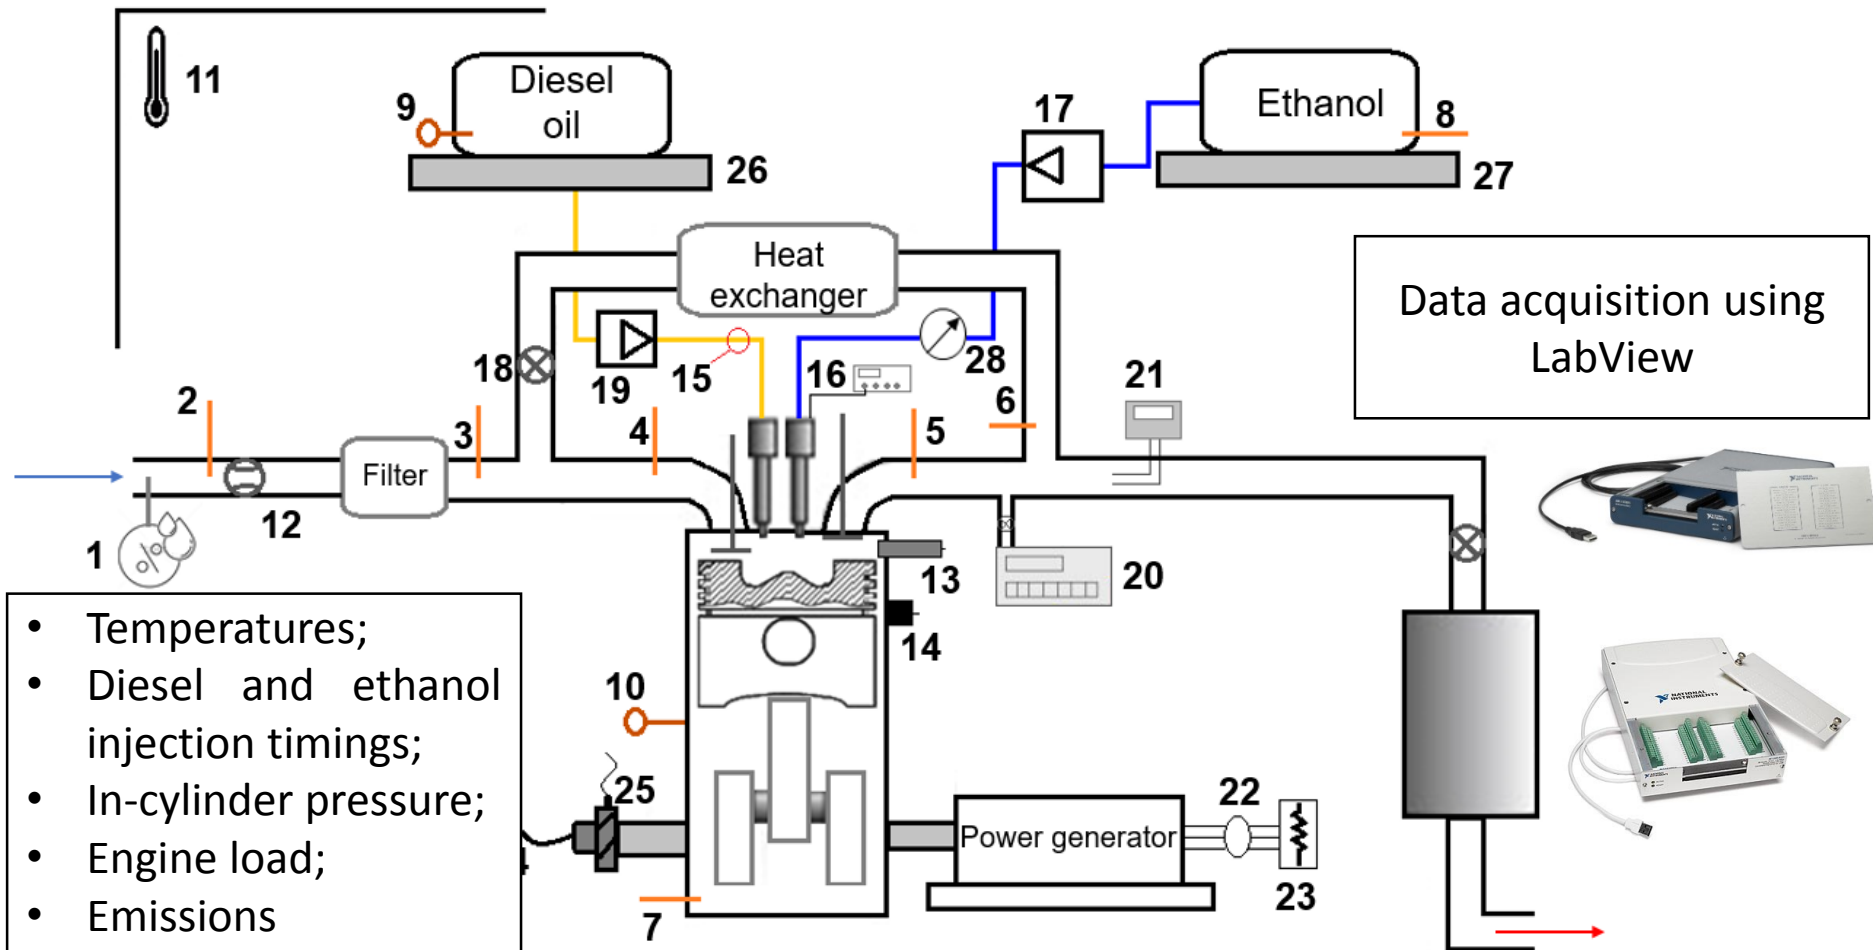 11
9
Diesel
oil
26
17
Ethanol
8
27
Heat
exchanger
Data acquisition using
LabView
18
19
15
16
28
21
2
3
4
5
6
Filter
12
1
%
13
14
20
• Temperatures;
• Diesel and ethanol
injection timings;
• In-cylinder pressure;
• Engine load;
• Emissions
10
25
7
Power generator
22
23
NATIONAL
INSTRUMENTS